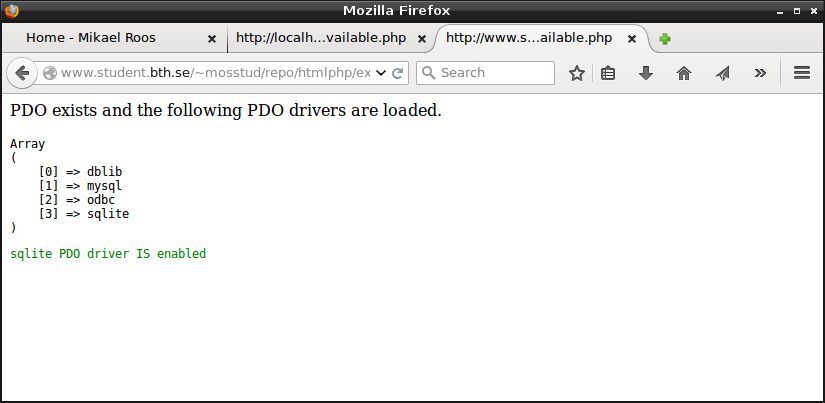 Mozilla Firefox
Home - Mikael Roos
http://localh...vailable.php
http://www.s...ailable.php
www.student.bth.se/~mosstud/repo/htmlphp/ex
Search
PDO exists and the following PDO drivers are loaded.
Array
(
[0] => dblib
[1] => mysql
[2] => odbc
[3] => sqlite
)
sqlite PDO driver IS enabled